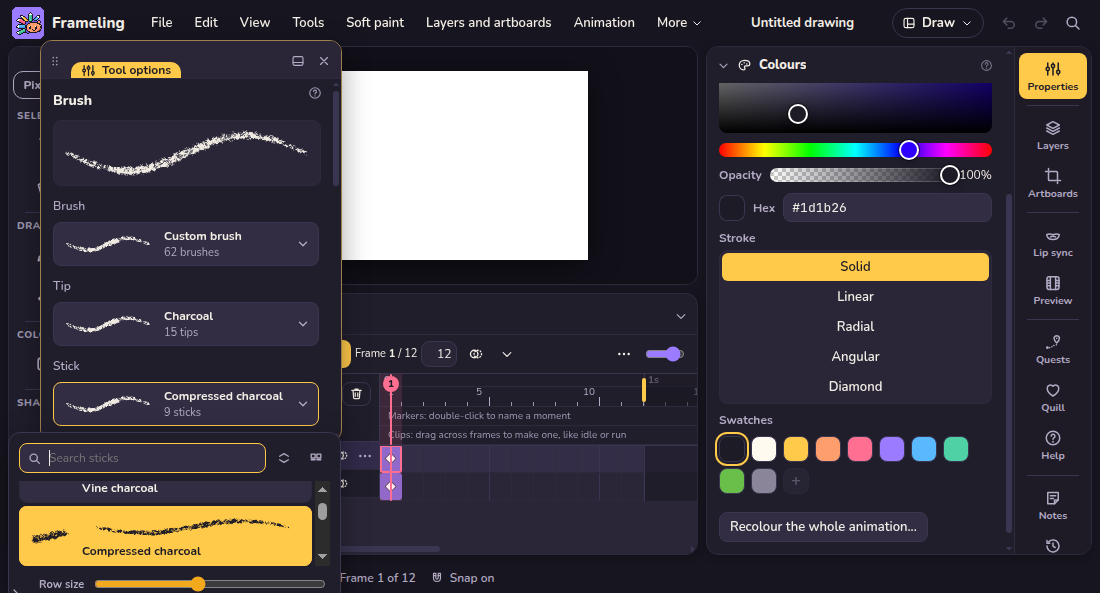 Frameling
File
Edit
View
Tools
Soft paint
Layers and artboards
Animation
More
Untitled drawing
Draw
Tool options
Brush
Brush
Custom brush
62 brushes
Tip
Charcoal
15 tips
Stick
Compressed charcoal
9 sticks
Search sticks
Vine charcoal
Compressed charcoal
Row size
Frame 1 / 12
12
1
5
10
1s
Markers: double-click to name a moment
Clips: drag across frames to make one, like idle or run
Frame 1 of 12
Snap on
Colours
Opacity
100%
Hex
#1d1b26
Stroke
Solid
Linear
Radial
Angular
Diamond
Swatches
Recolour the whole animation...
Properties
Layers
Artboards
Lip sync
Preview
Quests
Quill
Help
Notes